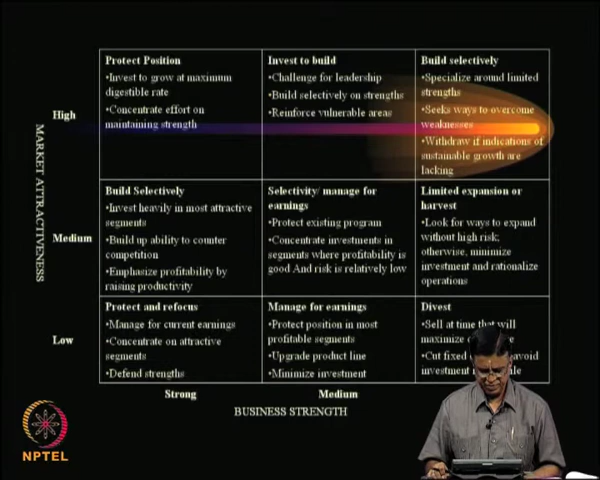 Protect Position
•Invest to grow at maximum
digestible rate
•Concentrate effort on
maintaining strength
Invest to build
•Challenge for leadership
•Build selectively on strengths
•Reinforce vulnerable areas
Build selectively
•Specialize around limited
strengths
•Seeks ways to overcome
weaknesses
•Withdraw if indications of
sustainable growth are
lacking
High
MARKET ATTRACTIVENESS
Build Selectively
•Invest heavily in most attractive
segments
•Build up ability to counter
competition
•Emphasize profitability by
raising productivity
Selectivity/ manage for
earnings
•Protect existing program
•Concentrate investments in
segments where profitability is
good And risk is relatively low
Limited expansion or
harvest
•Look for ways to expand
without high risk;
otherwise, minimize
investment and rationalize
operations
Medium
Protect and refocus
•Manage for current earnings
•Concentrate on attractive
segments
•Defend strengths
Manage for earnings
•Protect position in most
profitable segments
•Upgrade product line
•Minimize investment
Divest
•Sell at time that will
maximize
•Cut fixed avoid
investment
Low
Strong
Medium
BUSINESS STRENGTH
NPTEL